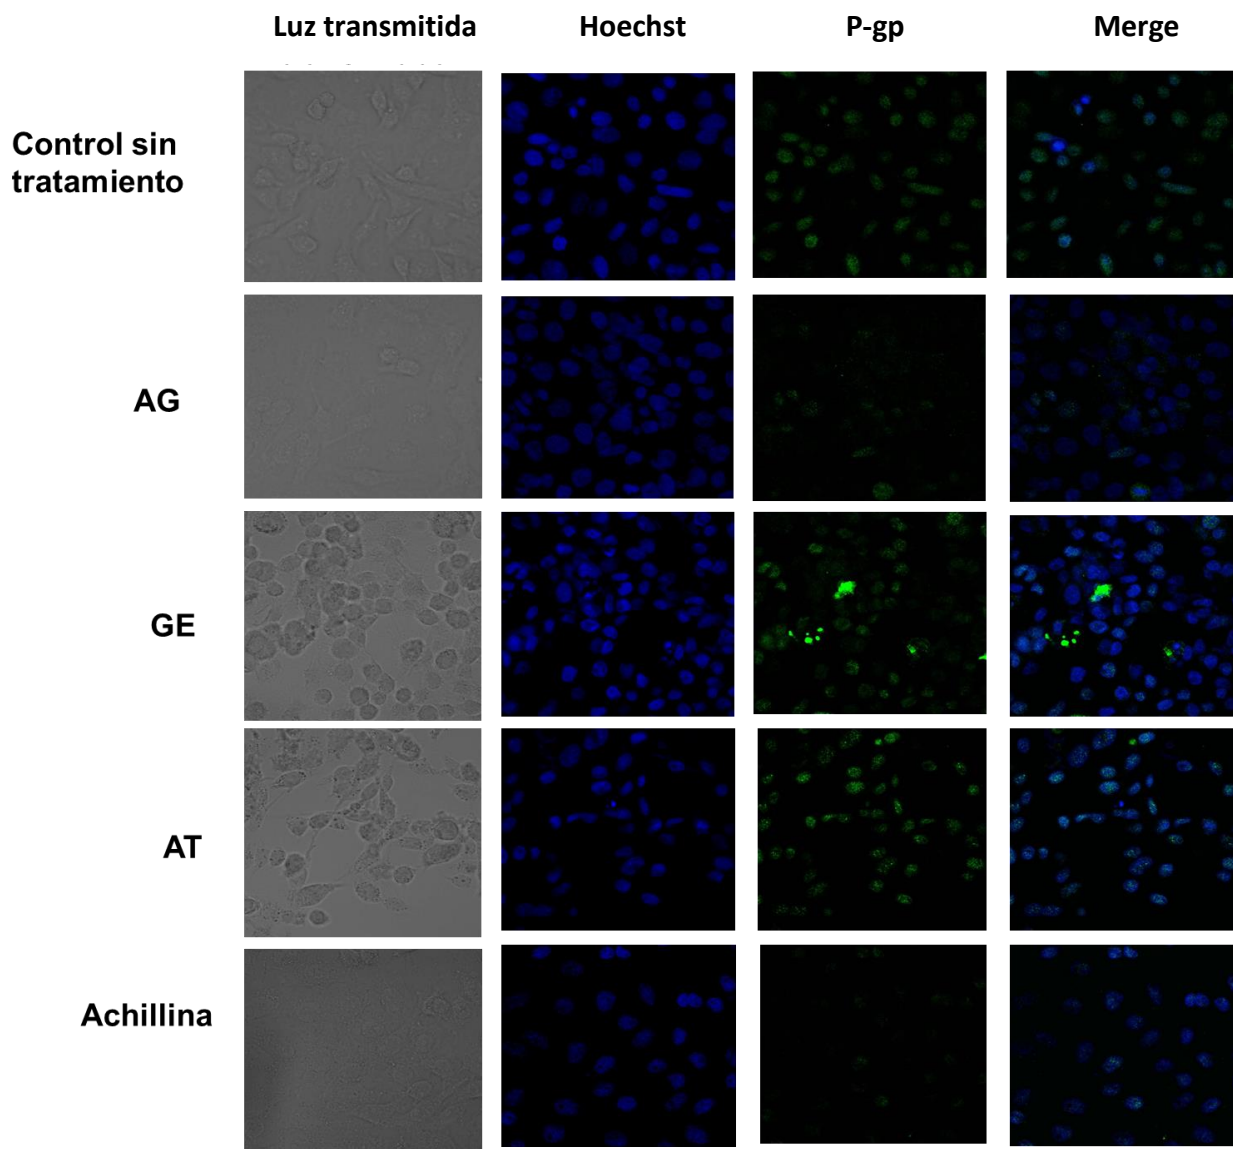 Luz transmitida Hoechst P-gp Merge
Control sin
tratamiento
AG
GE
AT
Achillina